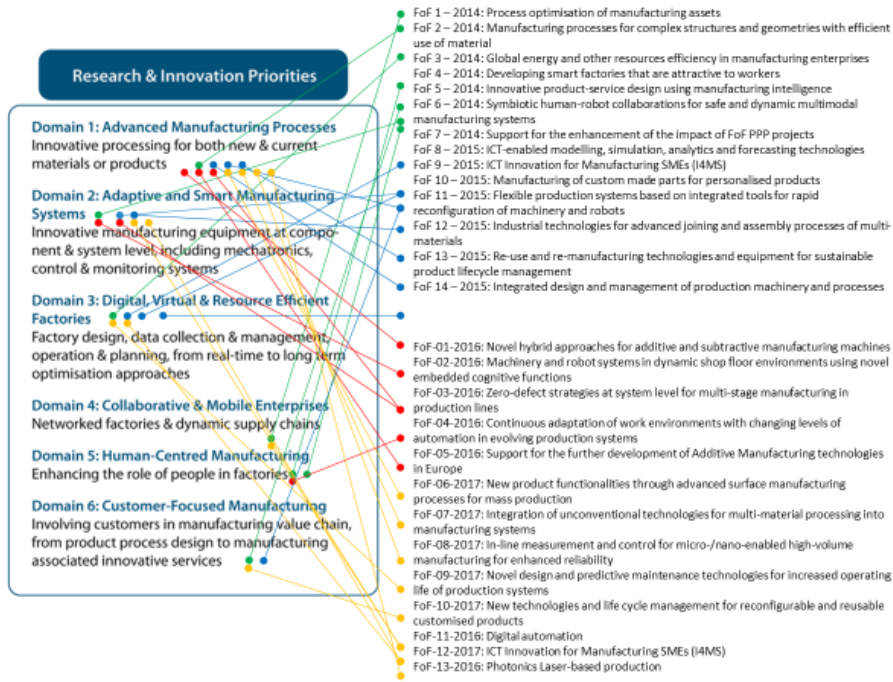 Research & Innovation Priorities
Domain 1: Advanced Manufacturing Processes
Innovative processing for both new & current
materials or products
Domain 2: Adaptive and Smart Manufacturing
Systems
Innovative manufacturing equipment at compo-
nent & system level, including mechatronics,
control & monitoring systems
Domain 3: Digital, Virtual & Resource Efficient
Factories
Factory design, data collection & management,
operation & planning, from real-time to long term
optimisation approaches
Domain 4: Collaborative & Mobile Enterprises
Networked factories & dynamic supply chains
Domain 5: Human-Centred Manufacturing
Enhancing the role of people in factories
Domain 6: Customer-Focused Manufacturing
Involving customers in manufacturing value chain,
from product process design to manufacturing
associated innovative services
FoF 1 – 2014: Process optimisation of manufacturing assets
FoF 2 – 2014: Manufacturing processes for complex structures and geometries with efficient
use of material
FoF 3 – 2014: Global energy and other resources efficiency in manufacturing enterprises
FoF 4 – 2014: Developing smart factories that are attractive to workers
FoF 5 – 2014: Innovative product-service design using manufacturing intelligence
FoF 6 – 2014: Symbiotic human-robot collaborations for safe and dynamic multimodal
manufacturing systems
FoF 7 – 2014: Support for the enhancement of the impact of FoF PPP projects
FoF 8 – 2015: ICT-enabled modelling, simulation, analytics and forecasting technologies
FoF 9 – 2015: ICT Innovation for Manufacturing SMEs (I4MS)
FoF 10 – 2015: Manufacturing of custom made parts for personalised products
FoF 11 – 2015: Flexible production systems based on integrated tools for rapid
reconfiguration of machinery and robots
FoF 12 – 2015: Industrial technologies for advanced joining and assembly processes of multi-
materials
FoF 13 – 2015: Re-use and re-manufacturing technologies and equipment for sustainable
product lifecycle management
FoF 14 – 2015: Integrated design and management of production machinery and processes
FoF-01-2016: Novel hybrid approaches for additive and subtractive manufacturing machines
FoF-02-2016: Machinery and robot systems in dynamic shop floor environments using novel
embedded cognitive functions
FoF-03-2016: Zero-defect strategies at system level for multi-stage manufacturing in
production lines
FoF-04-2016: Continuous adaptation of work environments with changing levels of
automation in evolving production systems
FoF-05-2016: Support for the further development of Additive Manufacturing technologies
in Europe
FoF-06-2017: New product functionalities through advanced surface manufacturing
processes for mass production
FoF-07-2017: Integration of unconventional technologies for multi-material processing into
manufacturing systems
FoF-08-2017: In-line measurement and control for micro-/nano-enabled high-volume
manufacturing for enhanced reliability
FoF-09-2017: Novel design and predictive maintenance technologies for increased operating
life of production systems
FoF-10-2017: New technologies and life cycle management for reconfigurable and reusable
customised products
FoF-11-2016: Digital automation
FoF-12-2017: ICT Innovation for Manufacturing SMEs (I4MS)
FoF-13-2016: Photonics Laser-based production